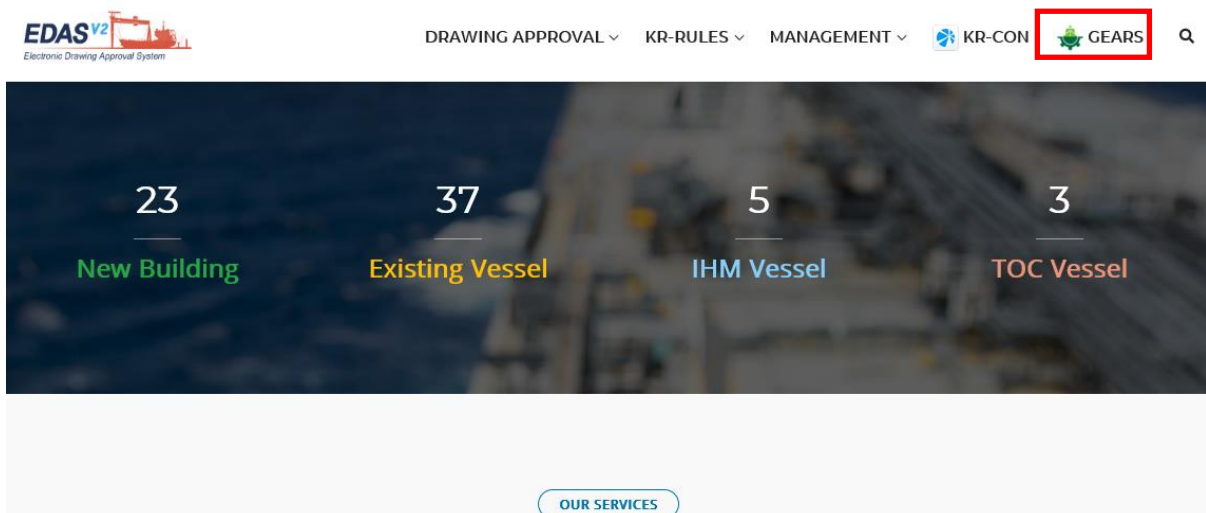 EDAS V2
Electronic Drawing Approval System
DRAWING APPROVAL KR-RULES MANAGEMENT KR-CON GEARS
23 37 5 3
New Building Existing Vessel IHM Vessel TOC Vessel
OUR SERVICES